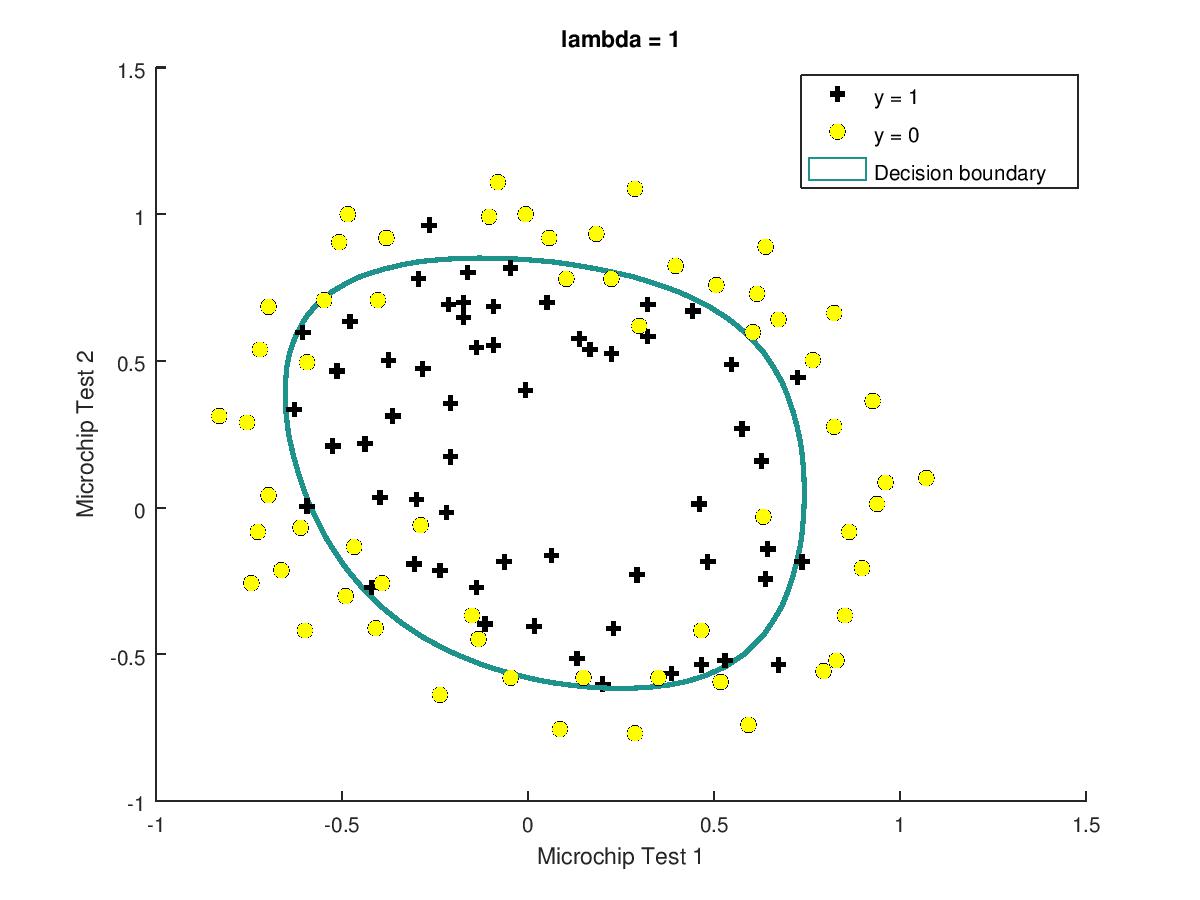 lambda = 1
y = 1
y = 0
Decision boundary
1.5
1
0.5
0
-0.5
-1
Microchip Test 2
-1
-0.5
0
0.5
1
1.5
Microchip Test 1